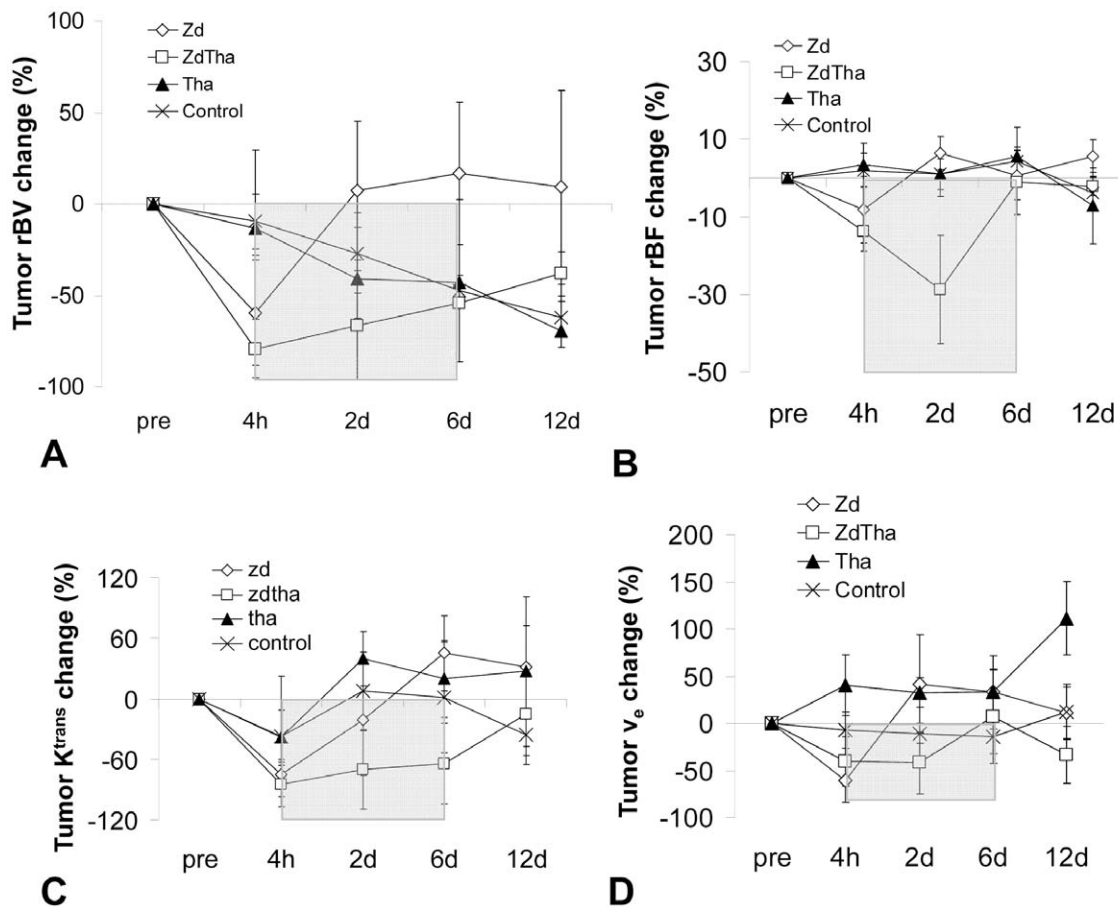 Tumor rBV change (%)
100
50
0
-50
-100
Zd
ZdTha
Tha
Control
pre 4h 2d 6d 12d
A
Tumor rBF change (%)
30
10
-10
-30
-50
Zd
ZdTha
Tha
Control
pre 4h 2d 6d 12d
B
Tumor Ktrans change (%)
120
60
0
-60
-120
zd
zdtha
tha
control
pre 4h 2d 6d 12d
C
Tumor ve change (%)
200
150
100
50
0
-50
-100
Zd
ZdTha
Tha
Control
pre 4h 2d 6d 12d
D